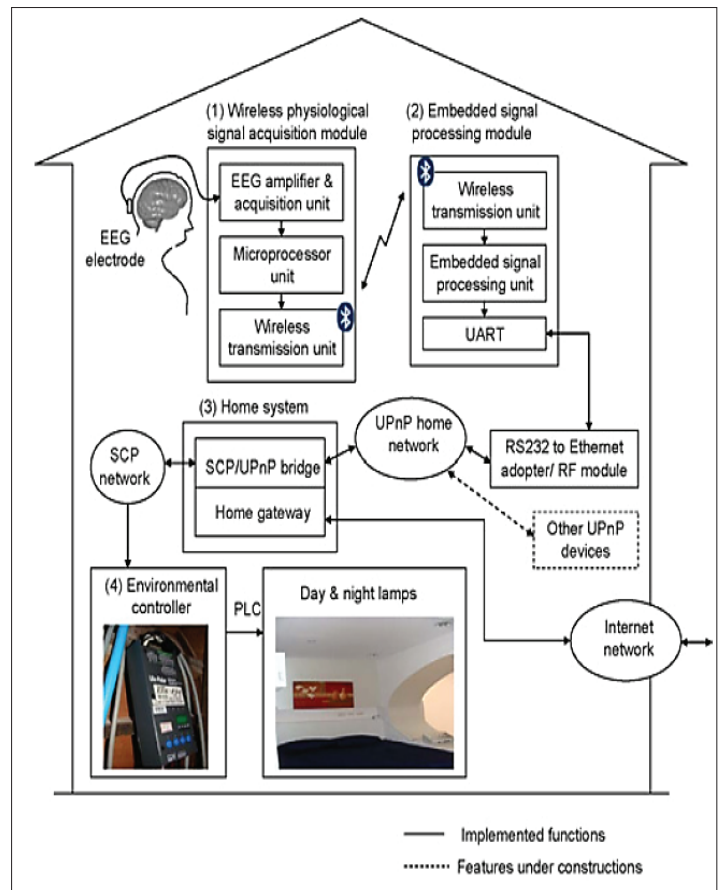 (1) Wireless physiological
signal acquisition module
(2) Embedded signal
processing module
EEG amplifier &
acquisition unit
Wireless
transmission unit
EEG
electrode
Microprocessor
unit
Embedded signal
processing unit
Wireless
transmission unit
UART
(3) Home system
UPnP home
network
SCP
network
SCP/UPnP bridge
RS232 to Ethernet
adopter/ RF module
Home gateway
Other UPnP
devices
(4) Environmental
controller
PLC
Day & night lamps
Internet
network
Implemented functions
Features under constructions